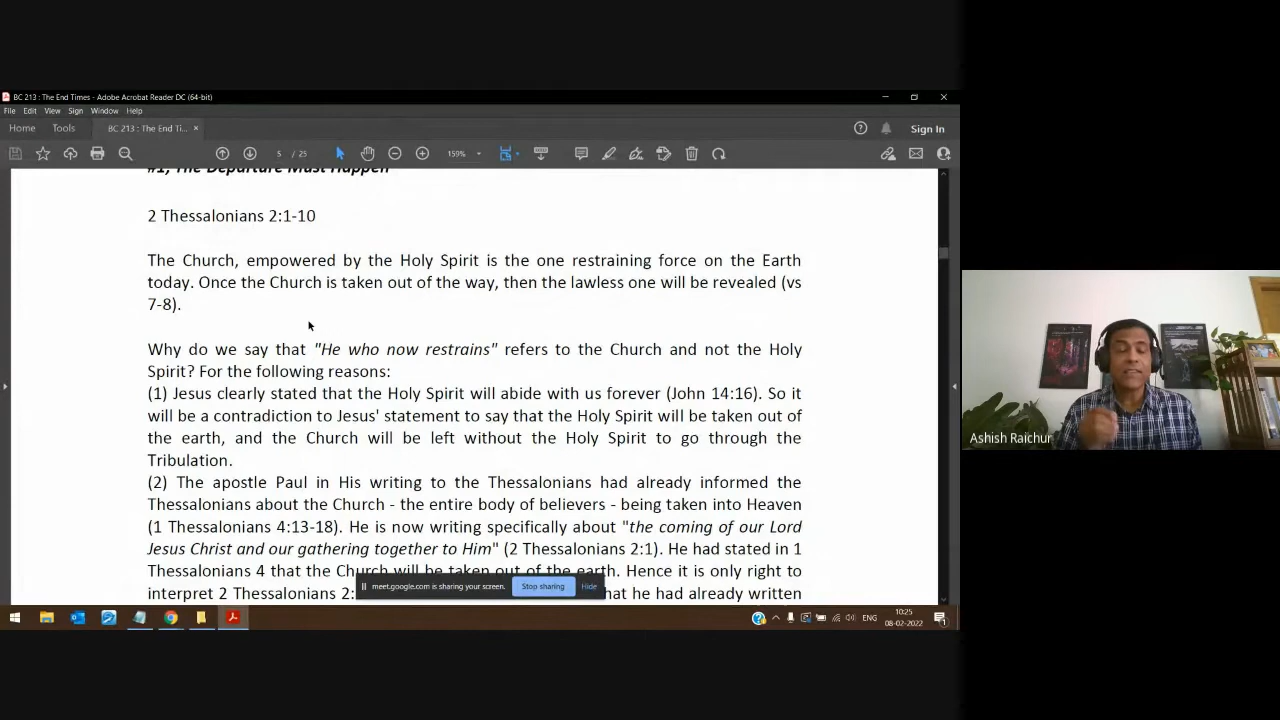 BC 213 : The End Times - Adobe Acrobat Reader DC (64-bit)
File Edit View Sign Window Help
Home Tools BC 213 : The End Ti... × Sign In
5 / 25 159%
#1, The Departure Must Happen
2 Thessalonians 2:1-10
The Church, empowered by the Holy Spirit is the one restraining force on the Earth
today. Once the Church is taken out of the way, then the lawless one will be revealed (vs
7-8).
Why do we say that "He who now restrains" refers to the Church and not the Holy
Spirit? For the following reasons:
(1) Jesus clearly stated that the Holy Spirit will abide with us forever (John 14:16). So it
will be a contradiction to Jesus' statement to say that the Holy Spirit will be taken out of
the earth, and the Church will be left without the Holy Spirit to go through the
Tribulation.
(2) The apostle Paul in His writing to the Thessalonians had already informed the
Thessalonians about the Church - the entire body of believers - being taken into Heaven
(1 Thessalonians 4:13-18). He is now writing specifically about "the coming of our Lord
Jesus Christ and our gathering together to Him" (2 Thessalonians 2:1). He had stated in 1
Thessalonians 4 that the Church will be taken out of the earth. Hence it is only right to
interpret 2 Thessalonians 2: hat he had already written
meet.google.com is sharing your screen. Stop sharing Hide
ENG
10:25
08-02-2022
Ashish Raichur